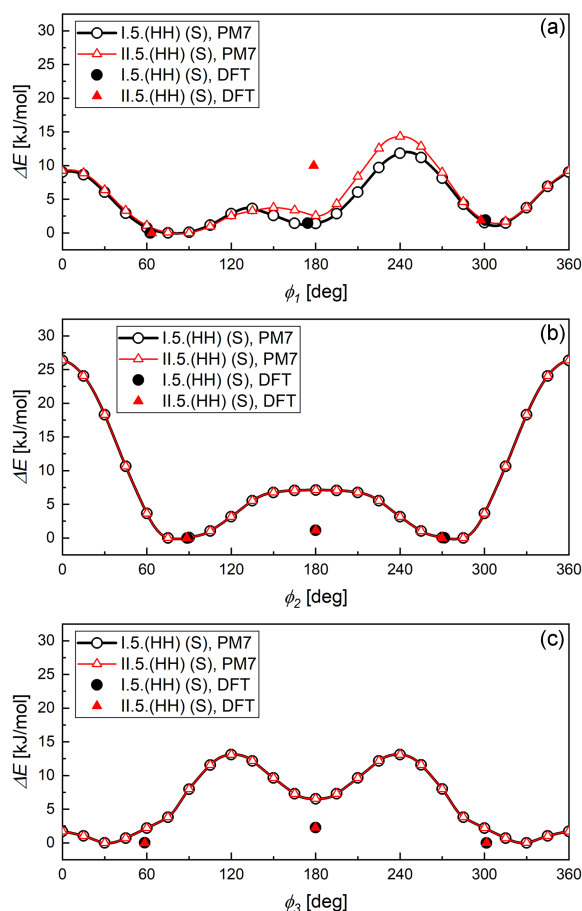 (a)
I.5.(HH) (S), PM7
II.5.(HH) (S), PM7
I.5.(HH) (S), DFT
II.5.(HH) (S), DFT
ΔE [kJ/mol]
30
25
20
15
10
5
0
0 60 120 180 240 300 360
ϕ1 [deg]
(b)
I.5.(HH) (S), PM7
II.5.(HH) (S), PM7
I.5.(HH) (S), DFT
II.5.(HH) (S), DFT
ΔE [kJ/mol]
30
25
20
15
10
5
0
0 60 120 180 240 300 360
ϕ2 [deg]
(c)
I.5.(HH) (S), PM7
II.5.(HH) (S), PM7
I.5.(HH) (S), DFT
II.5.(HH) (S), DFT
ΔE [kJ/mol]
30
25
20
15
10
5
0
0 60 120 180 240 300 360
ϕ3 [deg]